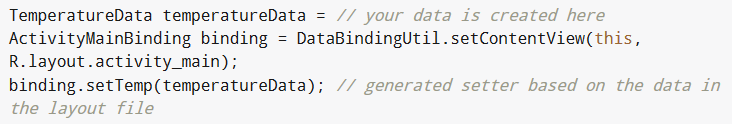 TemperatureData temperatureData = // your data is created here
ActivityMainBinding binding = DataBindingUtil.setContentView(this,
R.layout.activity_main);
binding.setTemp(temperatureData); // generated setter based on the data in
the layout file